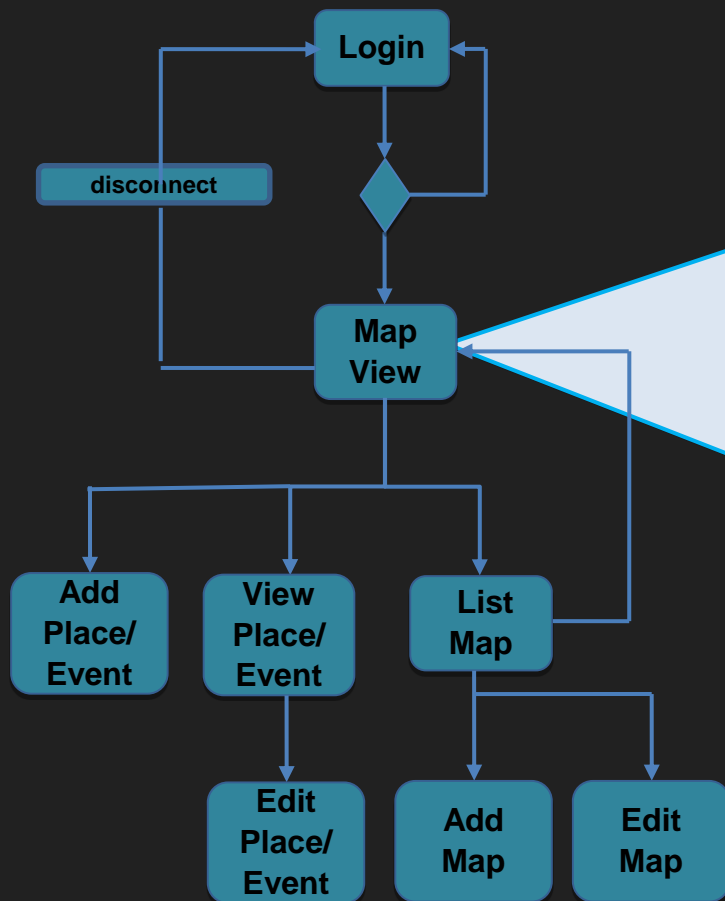 Login
disconnect
Map
View
Add
Place/
Event
View
Place/
Event
List
Map
Edit
Place/
Event
Add
Map
Edit
Map